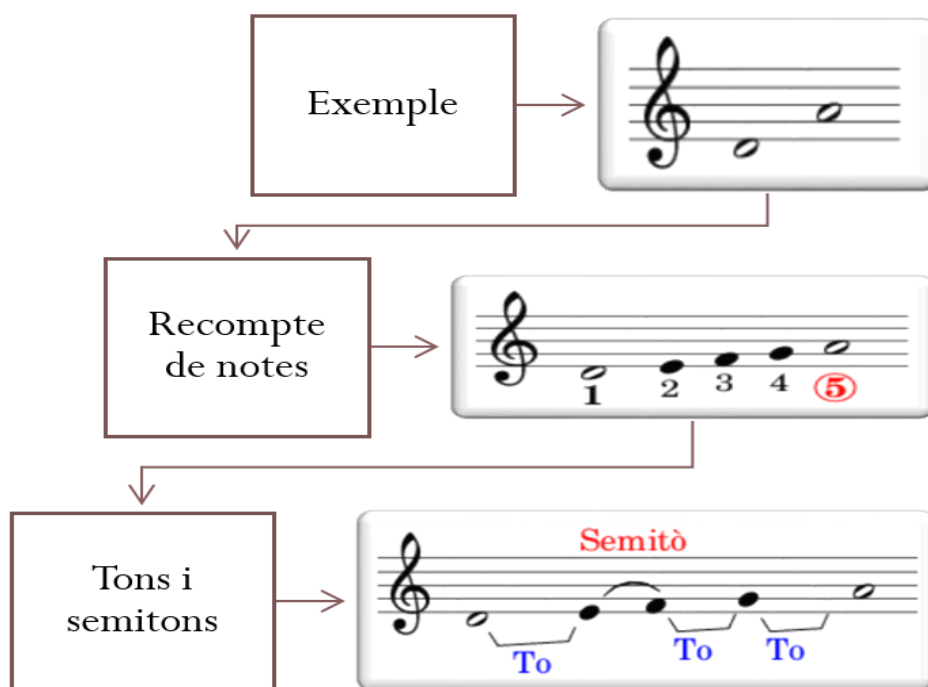 Exemple
Recompte
de notes
1 2 3 4 5
Semitò
Tons i
semitons
To To To